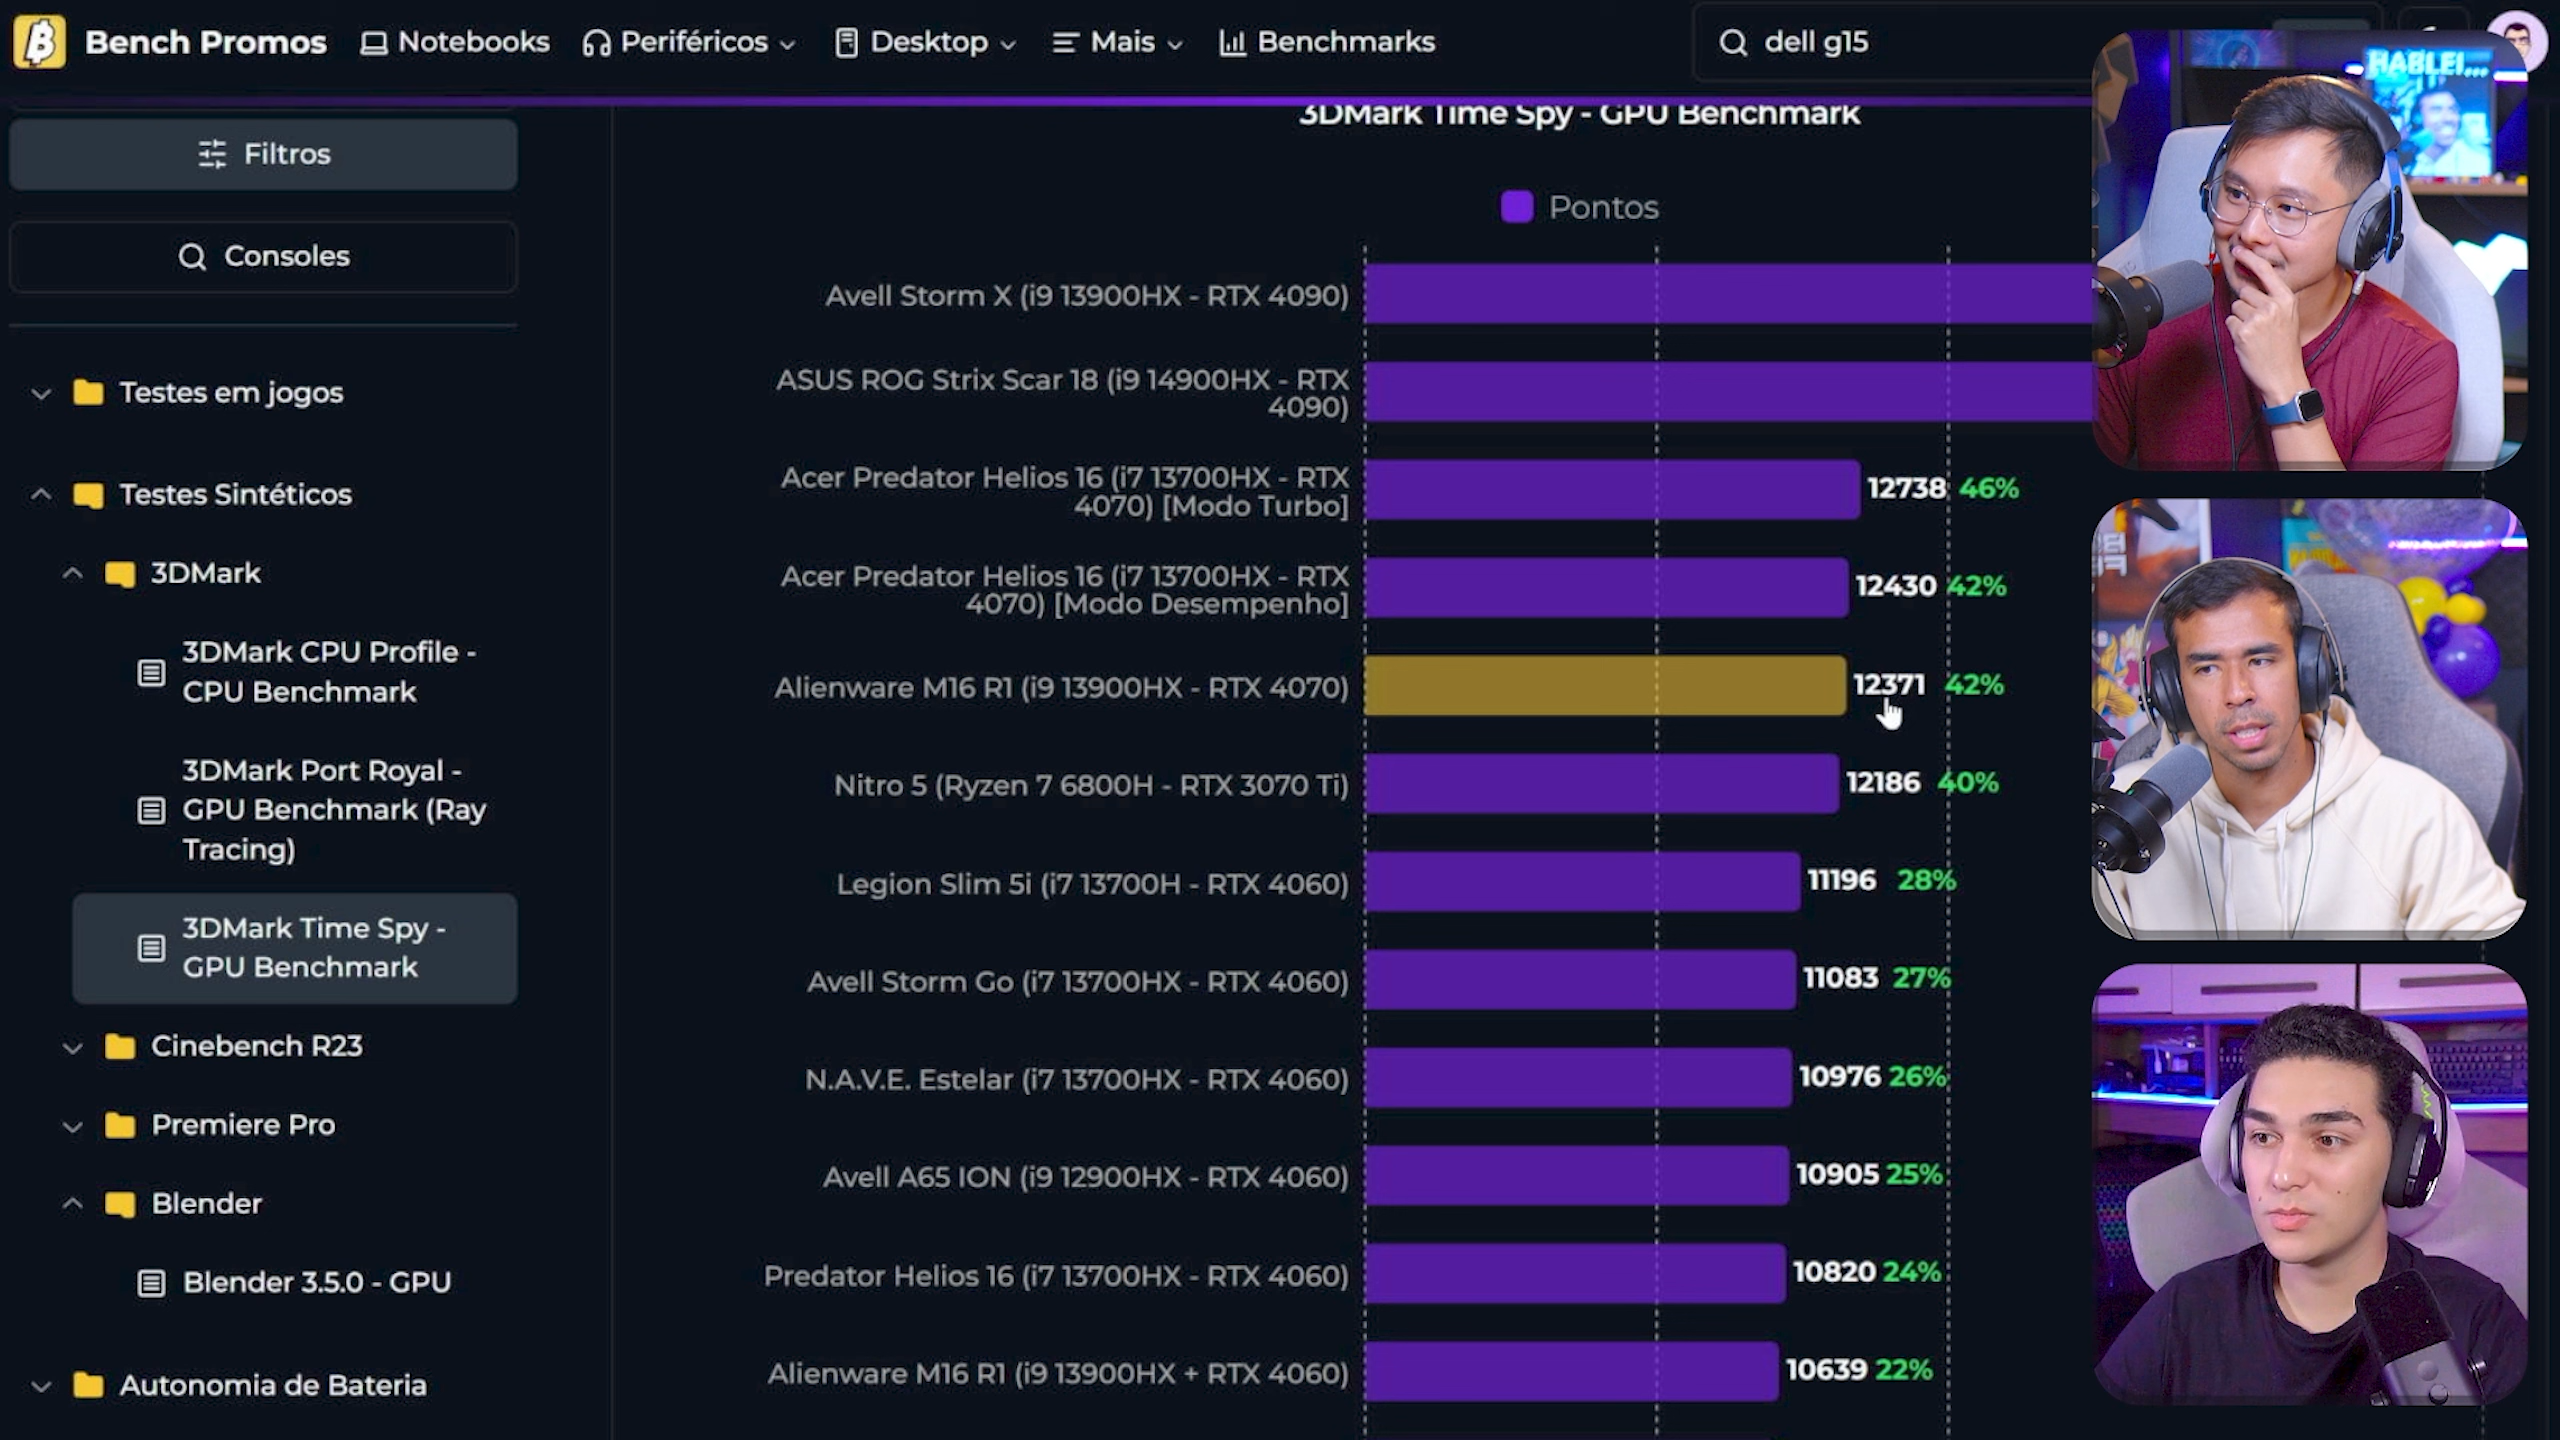 Bench Promos
Notebooks
Periféricos
Desktop
Mais
Benchmarks
dell g15
HABLEI...
Filtros
Consoles
Testes em jogos
Testes Sintéticos
3DMark
3DMark CPU Profile -
CPU Benchmark
3DMark Port Royal -
GPU Benchmark (Ray
Tracing)
3DMark Time Spy -
GPU Benchmark
Cinebench R23
Premiere Pro
Blender
Blender 3.5.0 - GPU
Autonomia de Bateria
3DMark Time Spy - GPU Benchmark
Pontos
Avell Storm X (i9 13900HX - RTX 4090)
ASUS ROG Strix Scar 18 (i9 14900HX - RTX
4090)
Acer Predator Helios 16 (i7 13700HX - RTX
4070) [Modo Turbo]
12738 46%
Acer Predator Helios 16 (i7 13700HX - RTX
4070) [Modo Desempenho]
12430 42%
Alienware M16 R1 (i9 13900HX - RTX 4070)
12371 42%
Nitro 5 (Ryzen 7 6800H - RTX 3070 Ti)
12186 40%
Legion Slim 5i (i7 13700H - RTX 4060)
11196 28%
Avell Storm Go (i7 13700HX - RTX 4060)
11083 27%
N.A.V.E. Estelar (i7 13700HX - RTX 4060)
10976 26%
Avell A65 ION (i9 12900HX - RTX 4060)
10905 25%
Predator Helios 16 (i7 13700HX - RTX 4060)
10820 24%
Alienware M16 R1 (i9 13900HX + RTX 4060)
10639 22%